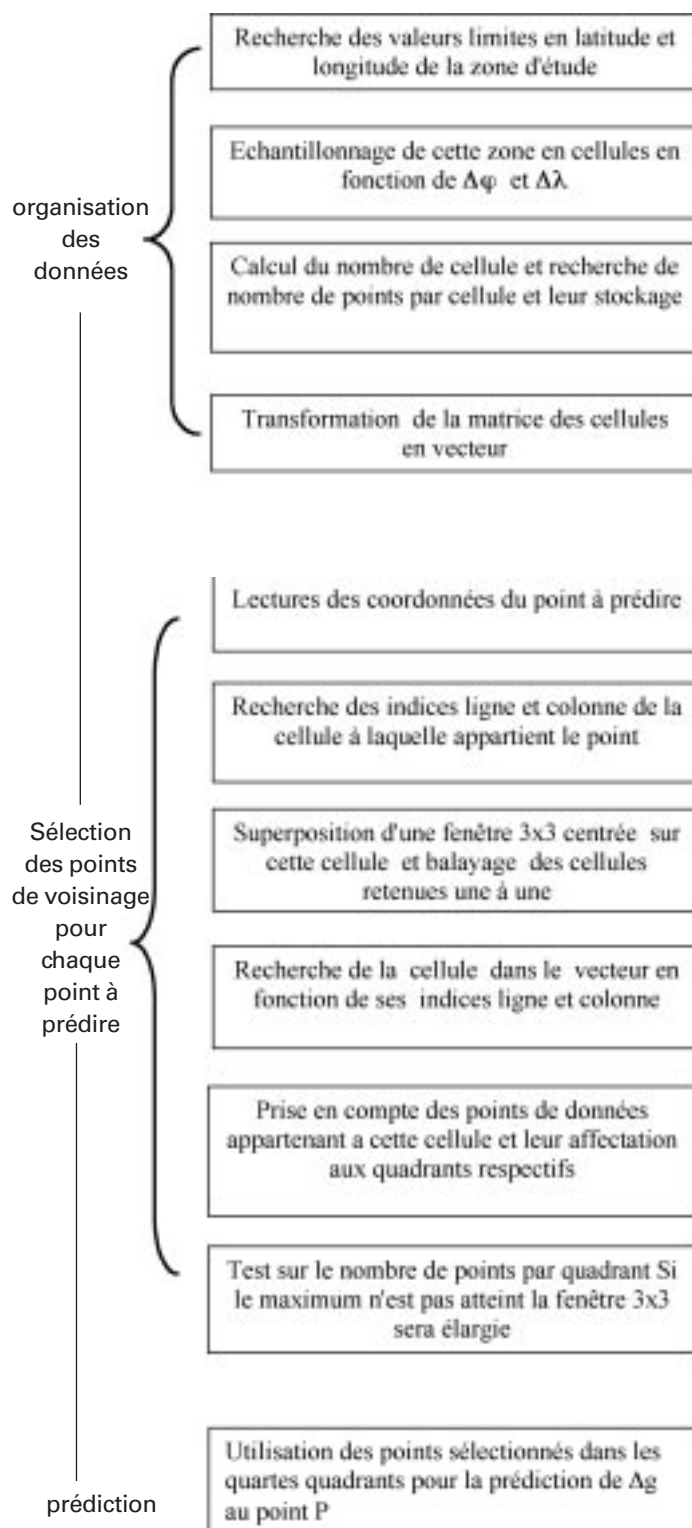 Recherche des valeurs limites en latitude et
longitude de la zone d'étude
Echantillonnage de cette zone en cellules en
fonction de Δφ et Δλ
organisation
des
données
Calcul du nombre de cellule et recherche de
nombre de points par cellule et leur stockage
Transformation de la matrice des cellules
en vecteur
Lectures des coordonnées du point à prédire
Recherche des indices ligne et colonne de la
cellule à laquelle appartient le point
Sélection
des points
de voisinage
pour
chaque
point à
prédire
Superposition d'une fenêtre 3x3 centrée sur
cette cellule et balayage des cellules
retenues une à une
Recherche de la cellule dans le vecteur en
fonction de ses indices ligne et colonne
Prise en compte des points de données
appartenant a cette cellule et leur affectation
aux quadrants respectifs
Test sur le nombre de points par quadrant Si
le maximum n'est pas atteint la fenêtre 3x3
sera élargie
prédiction
Utilisation des points sélectionnés dans les
quartes quadrants pour la prédiction de Δg
au point P